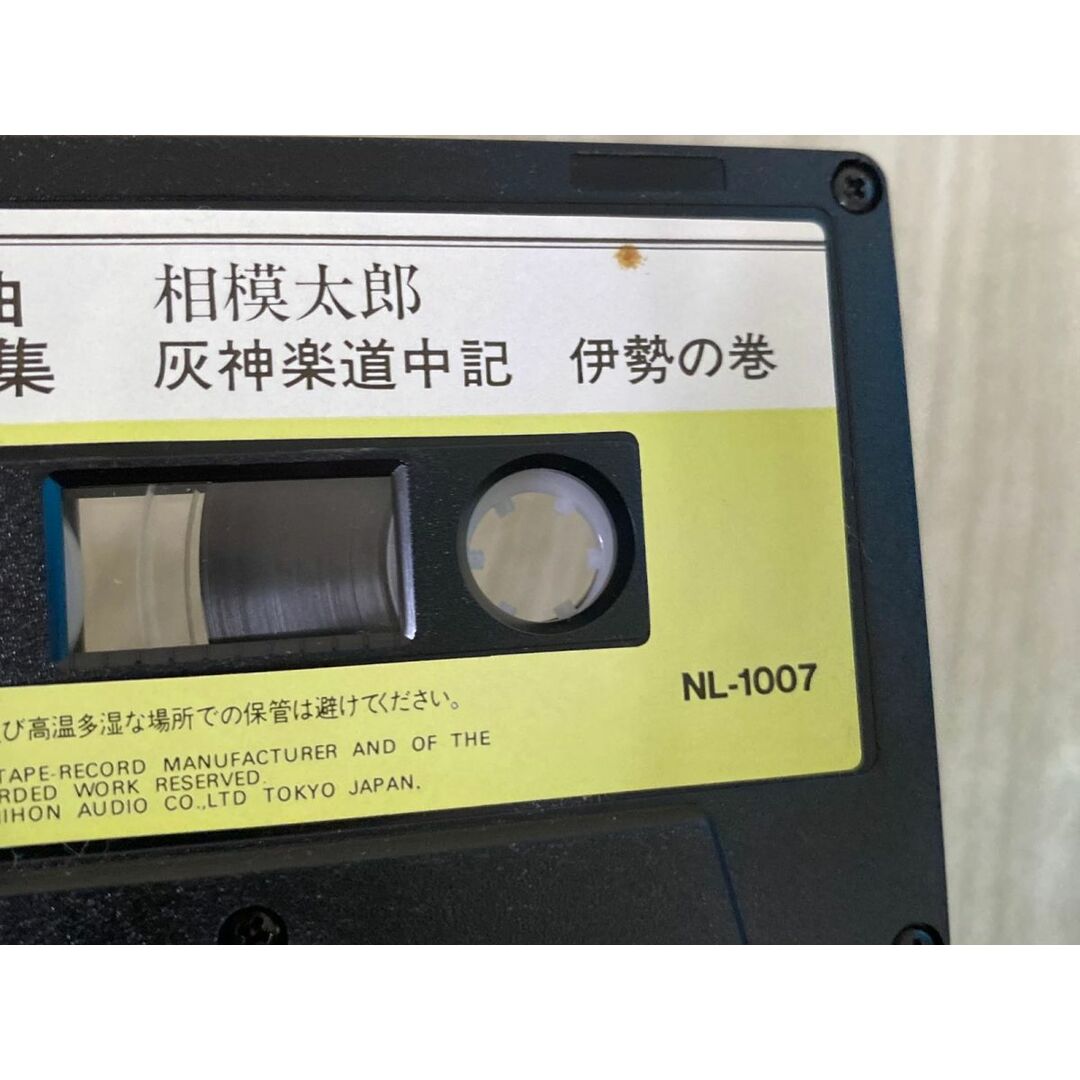 曲 相模太郎
集 灰神楽道中記 伊勢の巻
NL-1007
び高温多湿な場所での保管は避けてください。
TAPE-RECORD MANUFACTURER AND OF THE
RDED WORK RESERVED.
IHON AUDIO CO.,LTD TOKYO JAPAN.